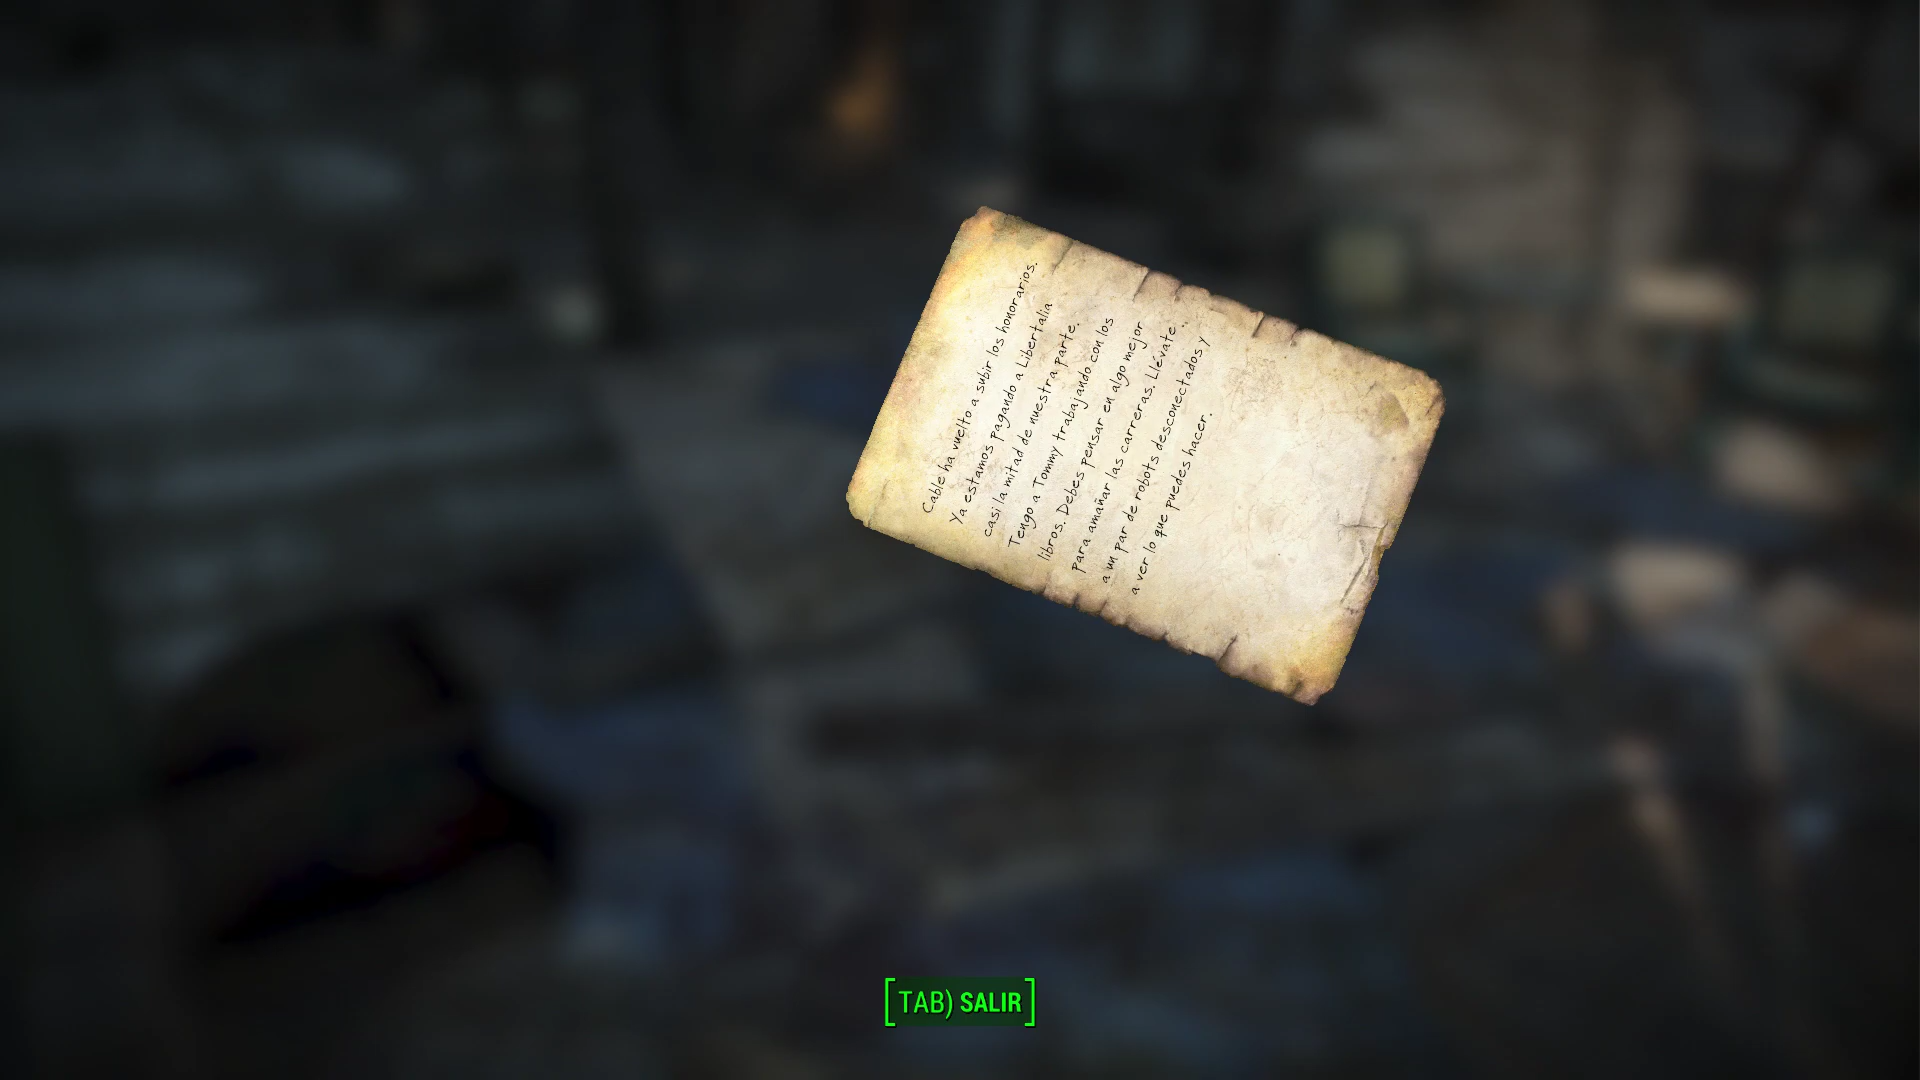 Cable ha vuelto a subir los honorarios.
Ya estamos pagando a Libertalia
casi la mitad de nuestra parte.
Tengo a Tommy trabajando con los
libros. Debes pensar en algo mejor
para amañar las carreras. Llévate
a un par de robots desconectados y
a ver lo que puedes hacer.
[TAB) SALIR]